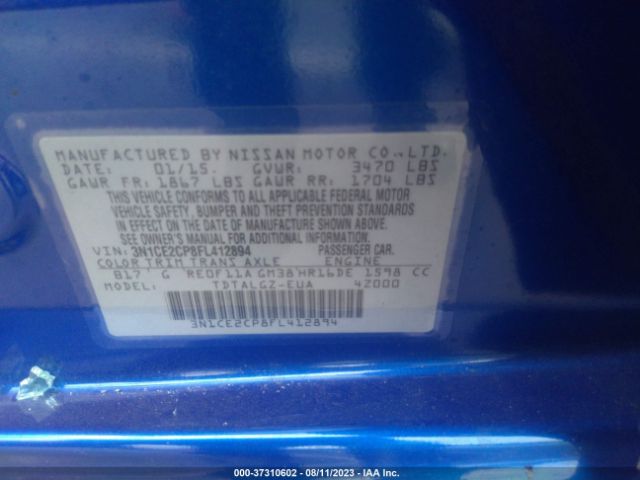 MANUFACTURED BY NISSAN MOTOR CO., LTD.
DATE: 01/15. GVWR: 3470 LBS
GAWR FR: 1867 LBS GAWR RR: 1704 LBS
THIS VEHICLE CONFORMS TO ALL APPLICABLE FEDERAL MOTOR
VEHICLE SAFETY, BUMPER AND THEFT PREVENTION STANDARDS
IN EFFECT ON THE DATE OF MANUFACTURE SHOWN ABOVE.
SEE OWNERS MANUAL FOR ADDITIONAL INFORMATION.
VIN: 3N1CE2CP8FL412894 PASSENGER CAR.
COLOR TRIM TRANS AXLE ENGINE
B17 G RE0F11A GM38 HR16DE 1598 CC
MODEL: TDTALGZ-EUA 4Z000
3N1CE2CP8FL412894
000-37310602 - 08/11/2023 - IAA Inc.